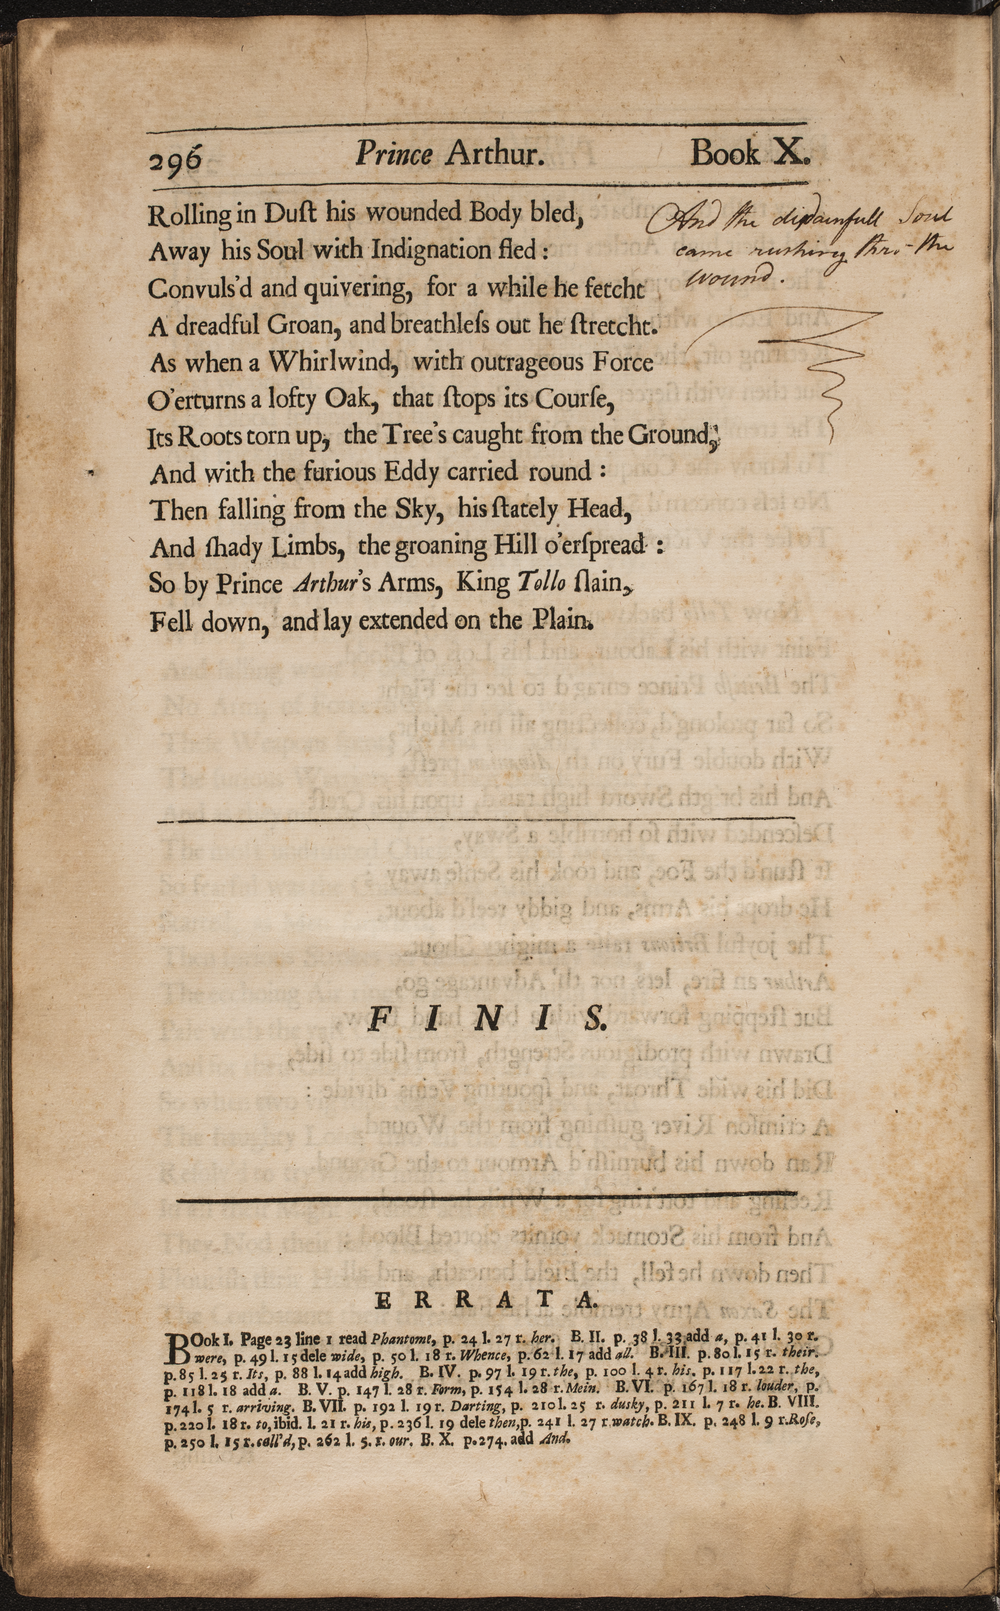 296 Prince Arthur. Book X.
Rolling in Duſt his wounded Body bled,
Away his Soul with Indignation fled :
Convuls'd and quivering, for a while he fetcht
A dreadful Groan, and breathleſs out he ſtretcht.
As when a Whirlwind, with outrageous Force
O'erturns a lofty Oak, that ſtops its Courſe,
Its Roots torn up, the Tree's caught from the Ground,
And with the furious Eddy carried round :
Then falling from the Sky, his ſtately Head,
And ſhady Limbs, the groaning Hill o'erſpread :
So by Prince Arthur's Arms, King Tollo ſlain,
Fell down, and lay extended on the Plain.
And the disdainfull Soul
came rushing thro- the
wound.
FINIS.
ERRATA.
BOok I. Page 23 line 1 read Phantome, p. 24 l. 27 r. her. B. II. p. 38 l. 33 add a, p. 41 l. 30 r.
were, p. 49 l. 15 dele wide, p. 50 l. 18 r. Whence, p. 62 l. 17 add all. B. III. p. 80 l. 15 r. their.
p. 85 l. 25 r. Its, p. 88 l. 14 add high. B. IV. p. 97 l. 19 r. the, p. 100 l. 4 r. his. p. 117 l. 22 r. the,
p. 118 l. 18 add a. B. V. p. 147 l. 28 r. Form, p. 154 l. 28 r. Mein. B. VI. p. 167 l. 18 r. louder, p.
174 l. 5 r. arriving. B. VII. p. 192 l. 19 r. Darting, p. 210 l. 25 r. dusky, p. 211 l. 7 r. he. B. VIII.
p. 220 l. 18 r. to, ibid. l. 21 r. his, p. 236 l. 19 dele then, p. 241 l. 27 r. watch. B. IX. p. 248 l. 9 r. Roſe,
p. 250 l. 15 r. call'd, p. 262 l. 5. r. our. B. X. p. 274. add And.